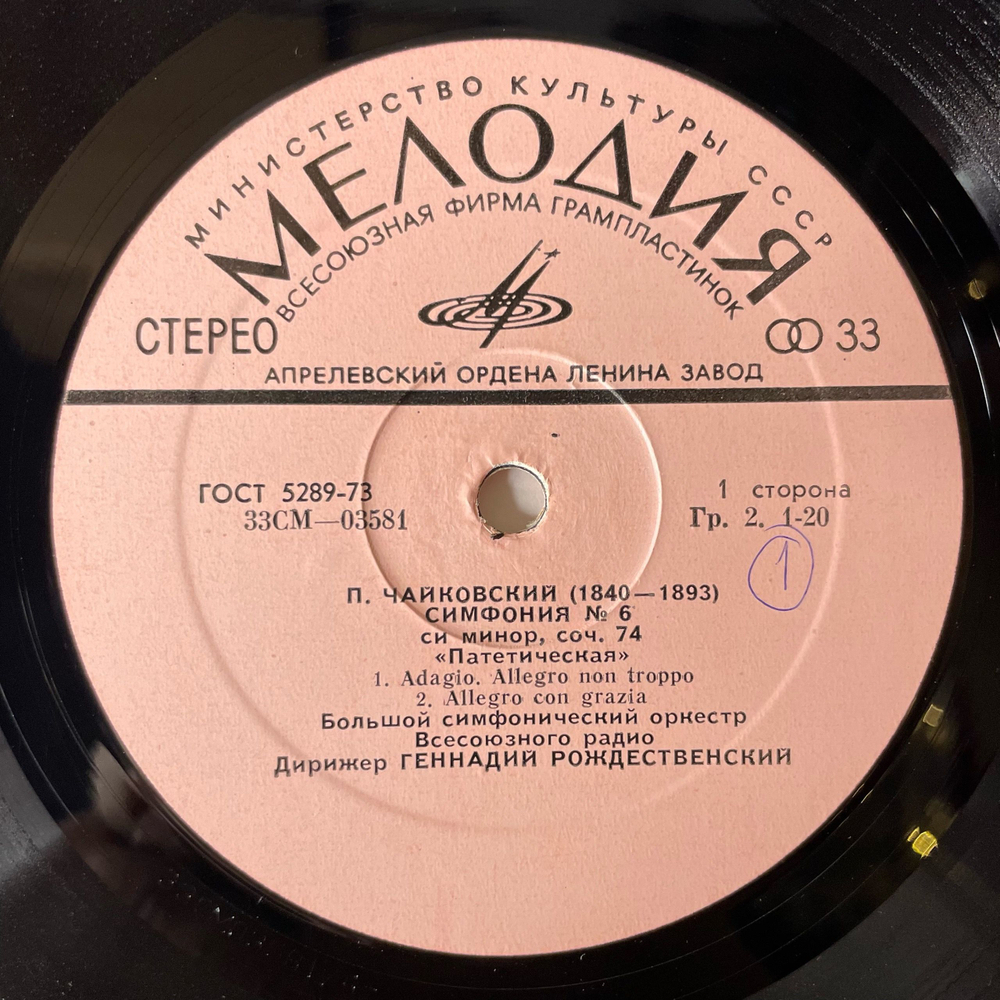 МИНИСТЕРСТВО КУЛЬТУРЫ СССР
МЕЛОДИЯ
ВСЕСОЮЗНАЯ ФИРМА ГРАМПЛАСТИНОК
СТЕРЕО 33
АПРЕЛЕВСКИЙ ОРДЕНА ЛЕНИНА ЗАВОД
ГОСТ 5289-73 1 сторона
33СМ—03581 Гр. 2. 1-20
1
П. ЧАЙКОВСКИЙ (1840—1893)
СИМФОНИЯ № 6
си минор, соч. 74
«Патетическая»
1. Adagio. Allegro non troppo
2. Allegro con grazia
Большой симфонический оркестр
Всесоюзного радио
Дирижер ГЕННАДИЙ РОЖДЕСТВЕНСКИЙ